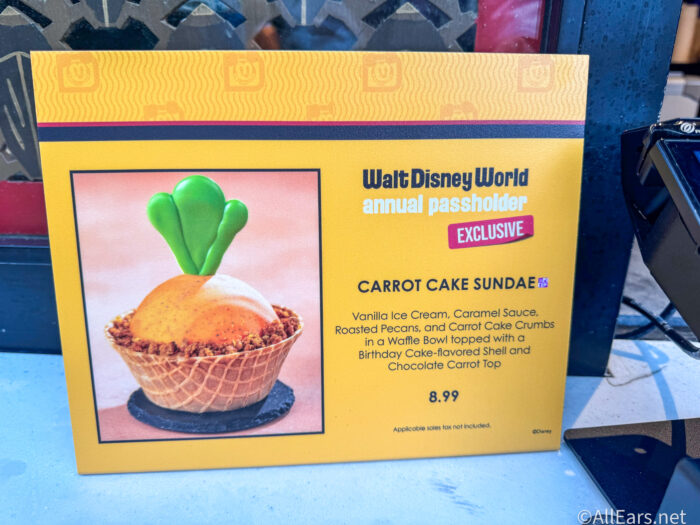 Walt Disney World
annual passholder
EXCLUSIVE
CARROT CAKE SUNDAE
Vanilla Ice Cream, Caramel Sauce,
Roasted Pecans, and Carrot Cake Crumbs
in a Waffle Bowl topped with a
Birthday Cake-flavored Shell and
Chocolate Carrot Top
8.99
Applicable sales tax not included.
©Disney
©AllEars.net